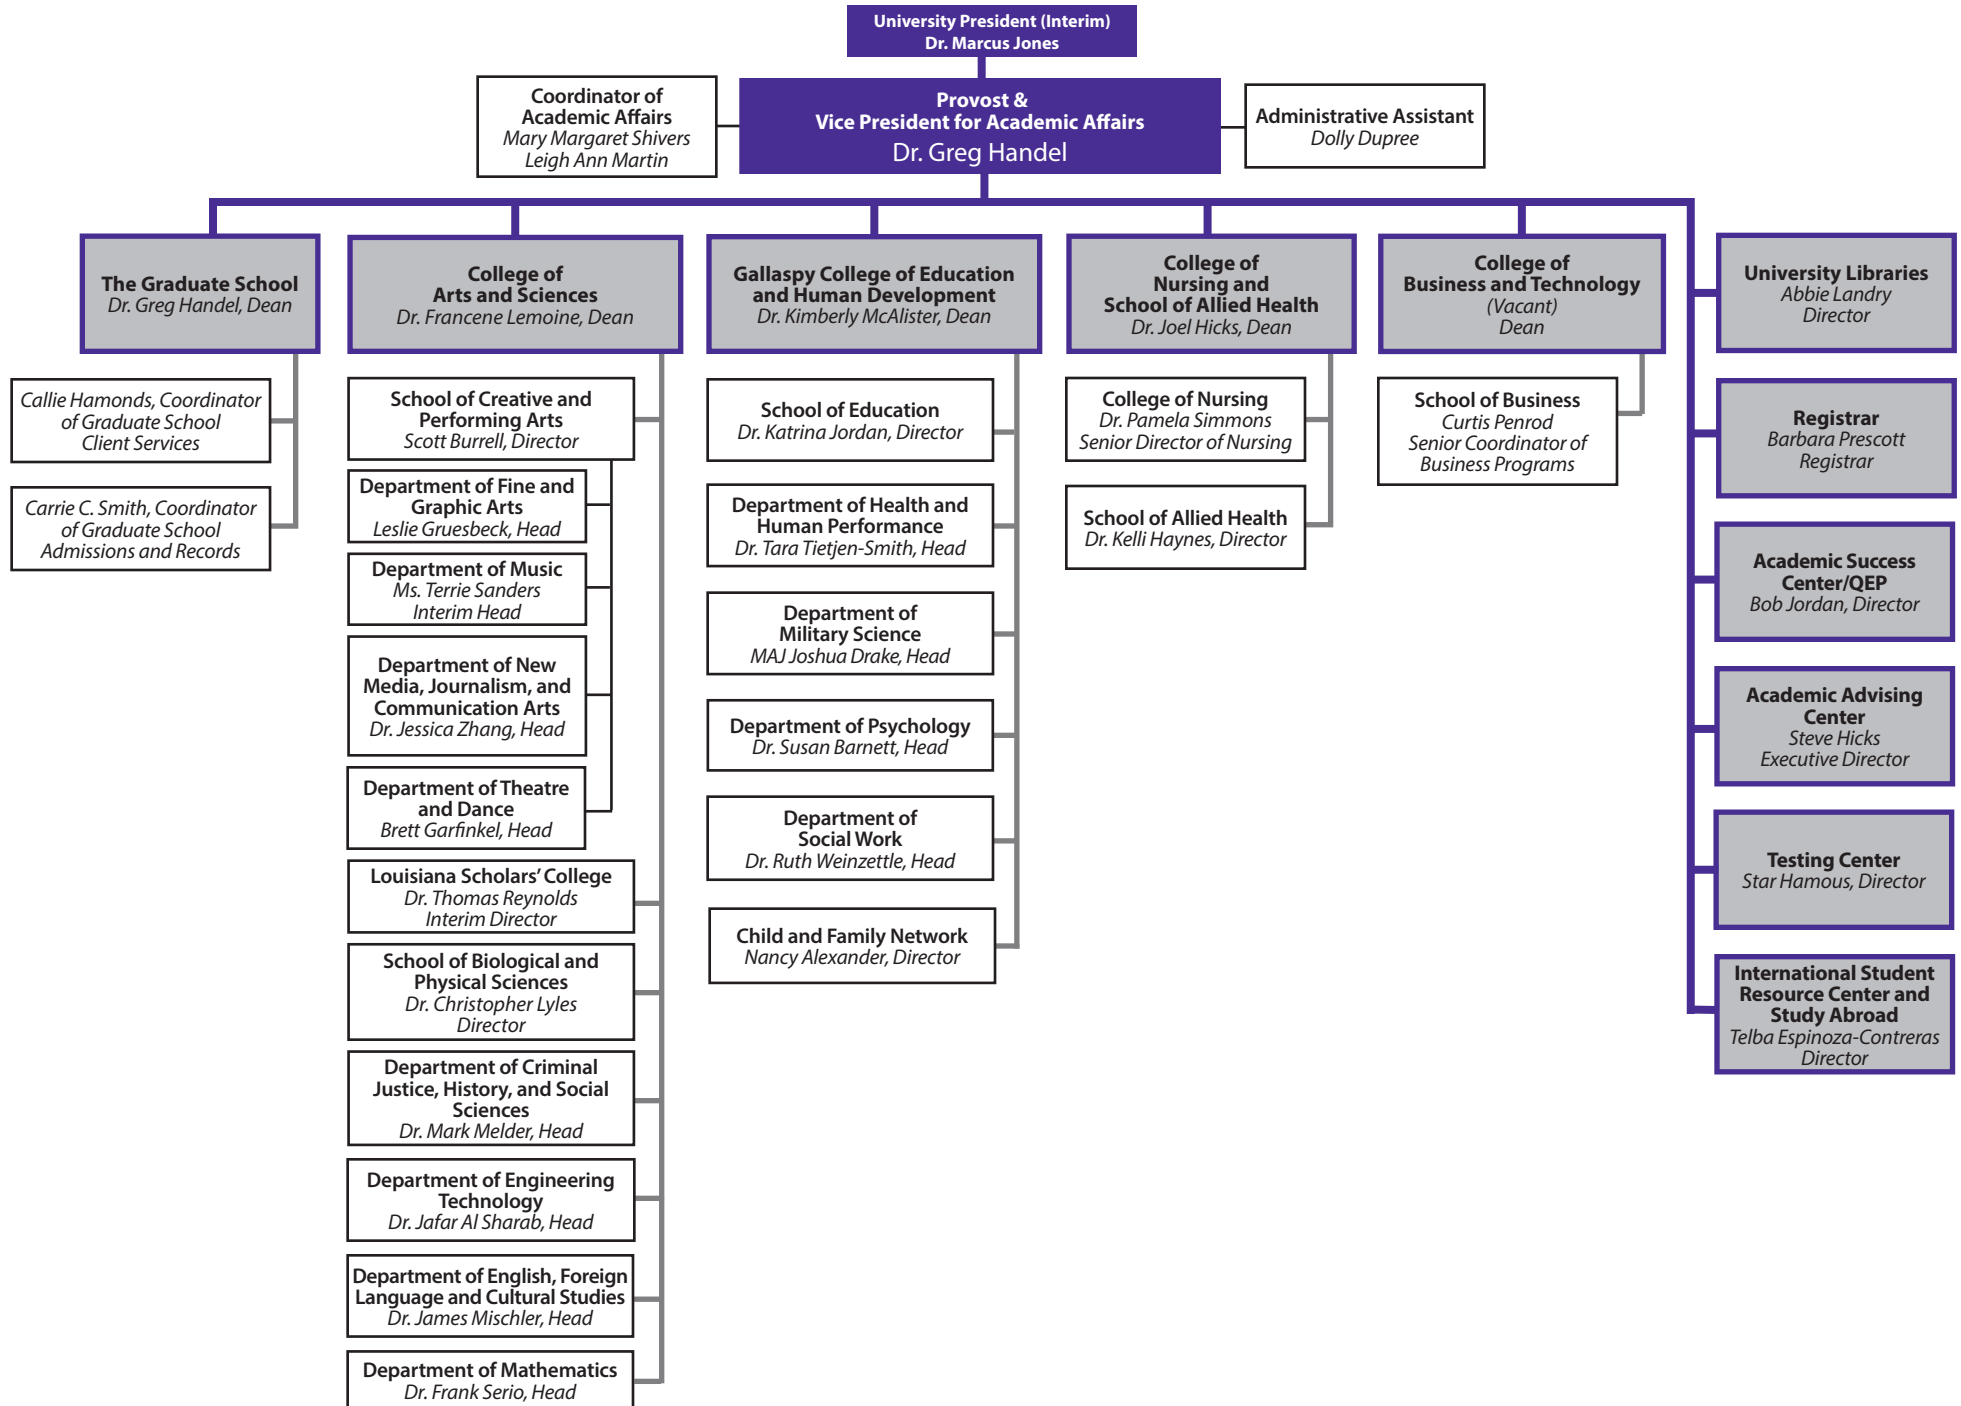 University President (Interim)
Dr. Marcus Jones
Coordinator of
Academic Affairs
Mary Margaret Shivers
Leigh Ann Martin
Provost &
Vice President for Academic Affairs
Dr. Greg Handel
Administrative Assistant
Dolly Dupree
The Graduate School
Dr. Greg Handel, Dean
Callie Hamonds, Coordinator
of Graduate School
Client Services
Carrie C. Smith, Coordinator
of Graduate School
Admissions and Records
College of
Arts and Sciences
Dr. Francene Lemoine, Dean
School of Creative and
Performing Arts
Scott Burrell, Director
Department of Fine and
Graphic Arts
Leslie Gruesbeck, Head
Department of Music
Ms. Terrie Sanders
Interim Head
Department of New
Media, Journalism, and
Communication Arts
Dr. Jessica Zhang, Head
Department of Theatre
and Dance
Brett Garfinkel, Head
Louisiana Scholars’ College
Dr. Thomas Reynolds
Interim Director
School of Biological and
Physical Sciences
Dr. Christopher Lyles
Director
Department of Criminal
Justice, History, and Social
Sciences
Dr. Mark Melder, Head
Department of Engineering
Technology
Dr. Jafar Al Sharab, Head
Department of English, Foreign
Language and Cultural Studies
Dr. James Mischler, Head
Department of Mathematics
Dr. Frank Serio, Head
Gallaspy College of Education
and Human Development
Dr. Kimberly McAlister, Dean
School of Education
Dr. Katrina Jordan, Director
Department of Health and
Human Performance
Dr. Tara Tietjen-Smith, Head
Department of
Military Science
MAJ Joshua Drake, Head
Department of Psychology
Dr. Susan Barnett, Head
Department of
Social Work
Dr. Ruth Weinzettle, Head
Child and Family Network
Nancy Alexander, Director
College of
Nursing and
School of Allied Health
Dr. Joel Hicks, Dean
College of Nursing
Dr. Pamela Simmons
Senior Director of Nursing
School of Allied Health
Dr. Kelli Haynes, Director
College of
Business and Technology
(Vacant)
Dean
School of Business
Curtis Penrod
Senior Coordinator of
Business Programs
University Libraries
Abbie Landry
Director
Registrar
Barbara Prescott
Registrar
Academic Success
Center/QEP
Bob Jordan, Director
Academic Advising
Center
Steve Hicks
Executive Director
Testing Center
Star Hamous, Director
International Student
Resource Center and
Study Abroad
Telba Espinoza-Contreras
Director